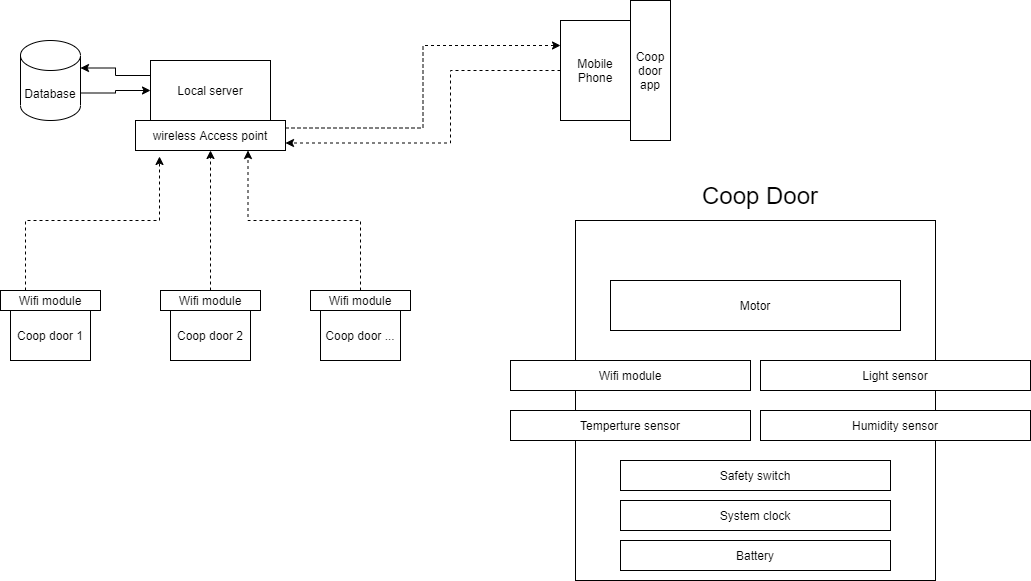 Database
Local server
wireless Access point
Mobile
Phone
Coop
door
app
Wifi module
Coop door 1
Wifi module
Coop door 2
Wifi module
Coop door ...
Coop Door
Motor
Wifi module
Light sensor
Temperture sensor
Humidity sensor
Safety switch
System clock
Battery